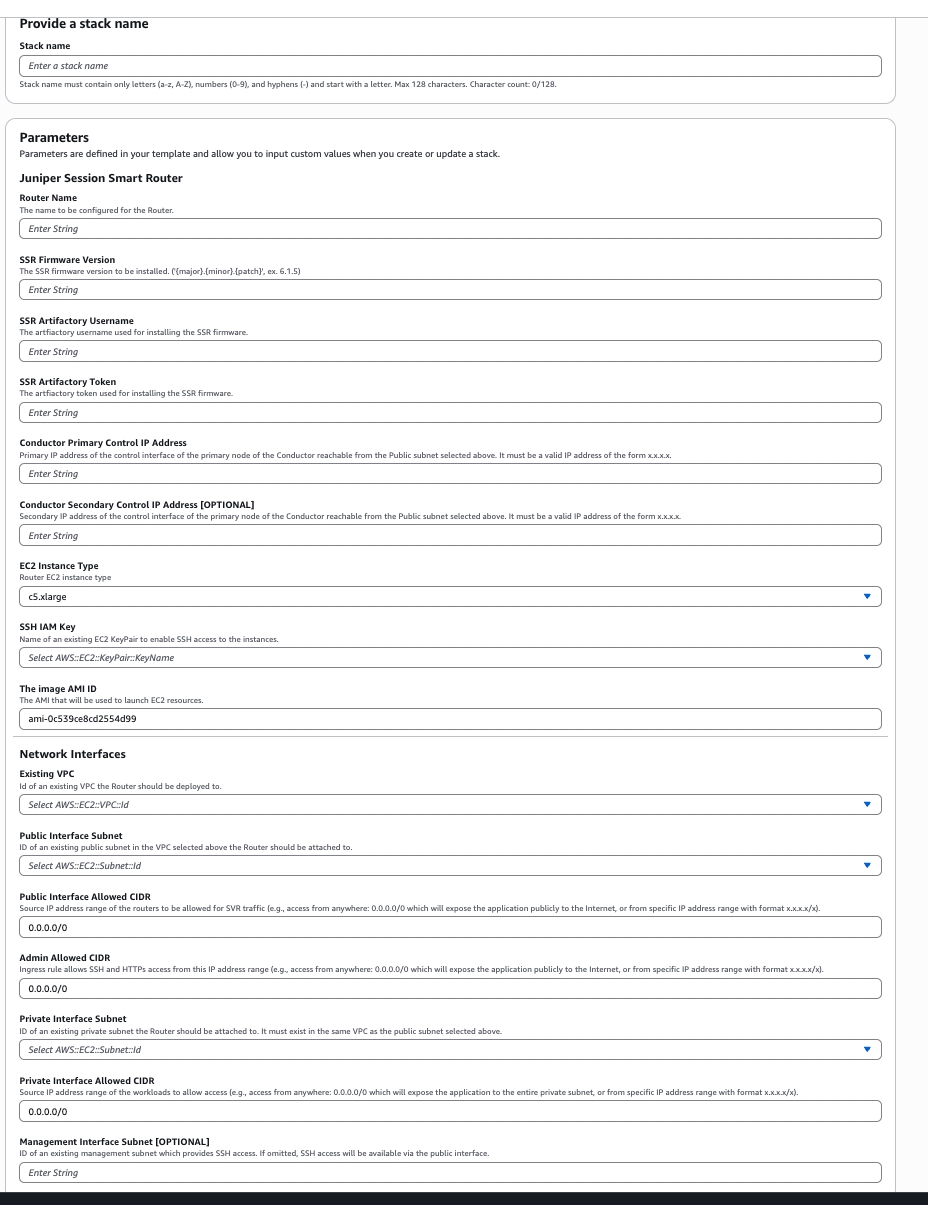 Provide a stack name
Stack name
Enter a stack name
Stack name must contain only letters (a-z, A-Z), numbers (0-9), and hyphens (-) and start with a letter. Max 128 characters. Character count: 0/128.
Parameters
Parameters are defined in your template and allow you to input custom values when you create or update a stack.
Juniper Session Smart Router
Router Name
The name to be configured for the Router.
Enter String
SSR Firmware Version
The SSR firmware version to be installed. ('{major}.{minor}.{patch}', ex. 6.1.5)
Enter String
SSR Artifactory Username
The artfiactory username used for installing the SSR firmware.
Enter String
SSR Artifactory Token
The artfiactory token used for installing the SSR firmware.
Enter String
Conductor Primary Control IP Address
Primary IP address of the control interface of the primary node of the Conductor reachable from the Public subnet selected above. It must be a valid IP address of the form x.x.x.x.
Enter String
Conductor Secondary Control IP Address [OPTIONAL]
Secondary IP address of the control interface of the primary node of the Conductor reachable from the Public subnet selected above. It must be a valid IP address of the form x.x.x.x.
Enter String
EC2 Instance Type
Router EC2 instance type
c5.xlarge
SSH IAM Key
Name of an existing EC2 KeyPair to enable SSH access to the instances.
Select AWS::EC2::KeyPair::KeyName
The image AMI ID
The AMI that will be used to launch EC2 resources.
ami-0c539ce8cd2554d99
Network Interfaces
Existing VPC
Id of an existing VPC the Router should be deployed to.
Select AWS::EC2::VPC::Id
Public Interface Subnet
ID of an existing public subnet in the VPC selected above the Router should be attached to.
Select AWS::EC2::Subnet::Id
Public Interface Allowed CIDR
Source IP address range of the routers to be allowed for SVR traffic (e.g., access from anywhere: 0.0.0.0/0 which will expose the application publicly to the Internet, or from specific IP address range with format x.x.x.x/x).
0.0.0.0/0
Admin Allowed CIDR
Ingress rule allows SSH and HTTPs access from this IP address range (e.g., access from anywhere: 0.0.0.0/0 which will expose the application publicly to the Internet, or from specific IP address range with format x.x.x.x/x).
0.0.0.0/0
Private Interface Subnet
ID of an existing private subnet the Router should be attached to. It must exist in the same VPC as the public subnet selected above.
Select AWS::EC2::Subnet::Id
Private Interface Allowed CIDR
Source IP address range of the workloads to allow access (e.g., access from anywhere: 0.0.0.0/0 which will expose the application to the entire private subnet, or from specific IP address range with format x.x.x.x/x).
0.0.0.0/0
Management Interface Subnet [OPTIONAL]
ID of an existing management subnet which provides SSH access. If omitted, SSH access will be available via the public interface.
Enter String